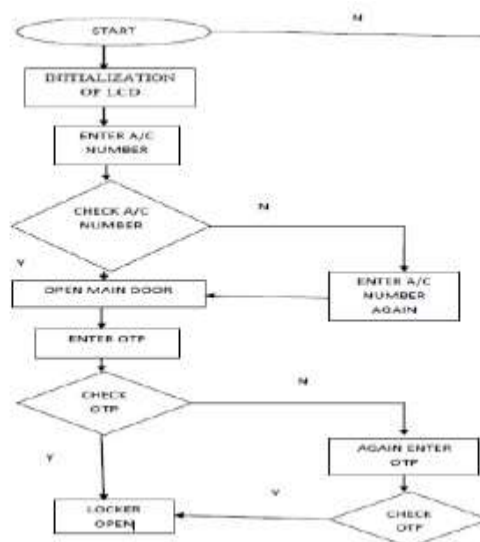 N
START
INITIALIZATION
OF LCD
ENTER A/C
NUMBER
CHECK A/C
NUMBER
N
Y
OPEN MAIN DOOR
ENTER A/C
NUMBER
AGAIN
ENTER OTP
CHECK
OTP
N
Y
AGAIN ENTER
OTP
Y
LOCKER
OPEN
CHECK
OTP